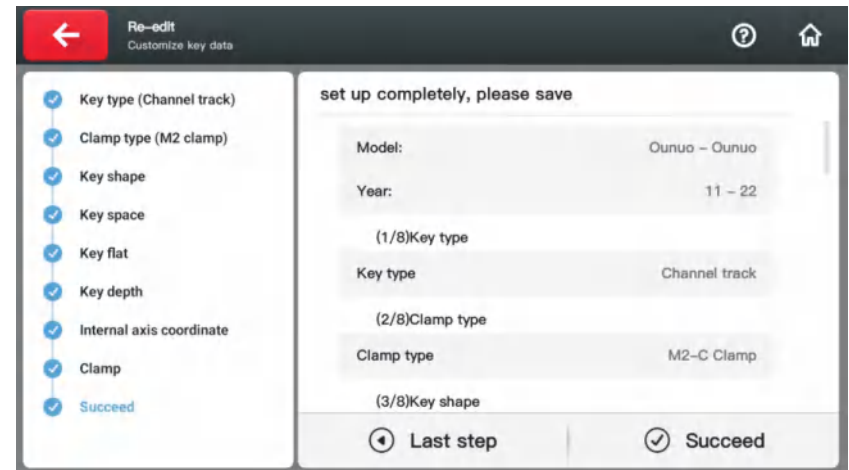 Re-edit
Customize key data
Key type (Channel track)
Clamp type (M2 clamp)
Key shape
Key space
Key flat
Key depth
Internal axis coordinate
Clamp
Succeed
set up completely, please save
Model: Ounuo - Ounuo
Year: 11 - 22
(1/8)Key type
Key type Channel track
(2/8)Clamp type
Clamp type M2-C Clamp
(3/8)Key shape
Last step Succeed